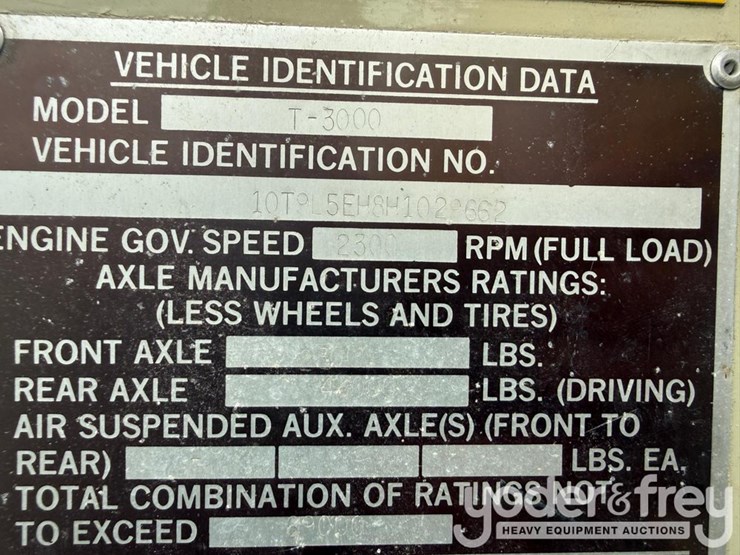 VEHICLE IDENTIFICATION DATA
MODEL T-3000
VEHICLE IDENTIFICATION NO.
ENGINE GOV. SPEED 2300 RPM (FULL LOAD)
AXLE MANUFACTURERS RATINGS:
(LESS WHEELS AND TIRES)
FRONT AXLE LBS.
REAR AXLE LBS. (DRIVING)
AIR SUSPENDED AUX. AXLE(S) (FRONT TO
REAR) LBS. EA.
TOTAL COMBINATION OF RATINGS NOT
TO EXCEED
yoder&frey
HEAVY EQUIPMENT AUCTIONS